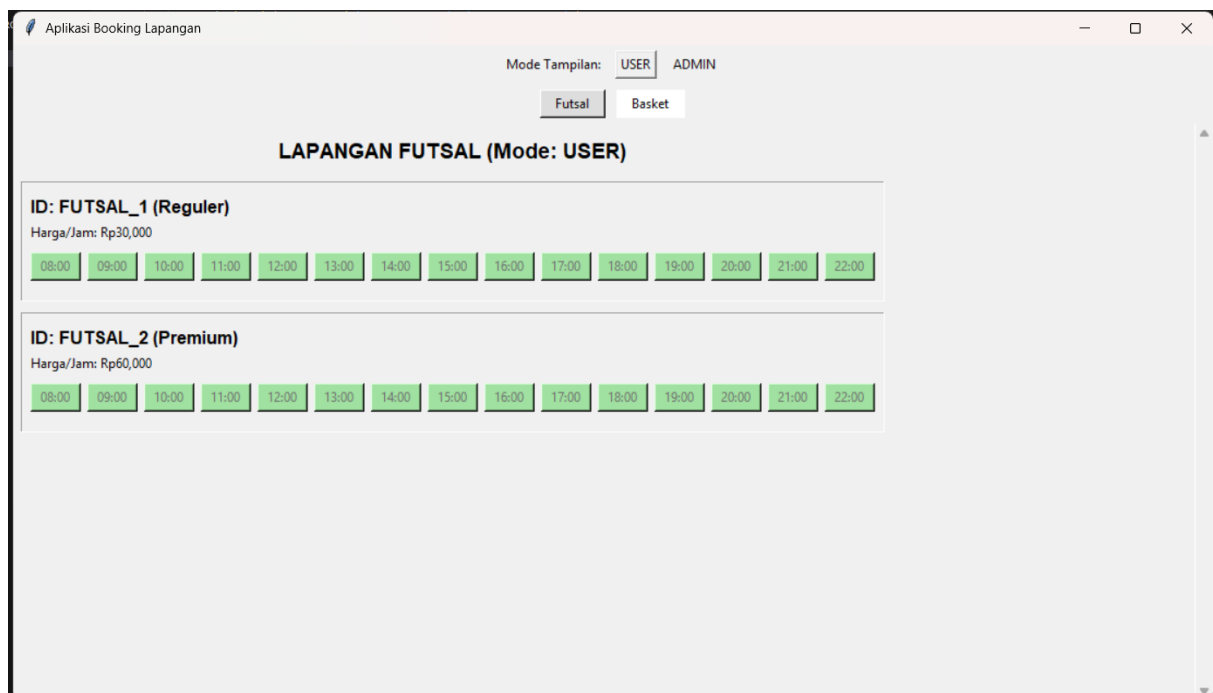 Aplikasi Booking Lapangan
Mode Tampilan: USER ADMIN
Futsal Basket
LAPANGAN FUTSAL (Mode: USER)
ID: FUTSAL_1 (Reguler)
Harga/Jam: Rp30,000
08:00 09:00 10:00 11:00 12:00 13:00 14:00 15:00 16:00 17:00 18:00 19:00 20:00 21:00 22:00
ID: FUTSAL_2 (Premium)
Harga/Jam: Rp60,000
08:00 09:00 10:00 11:00 12:00 13:00 14:00 15:00 16:00 17:00 18:00 19:00 20:00 21:00 22:00